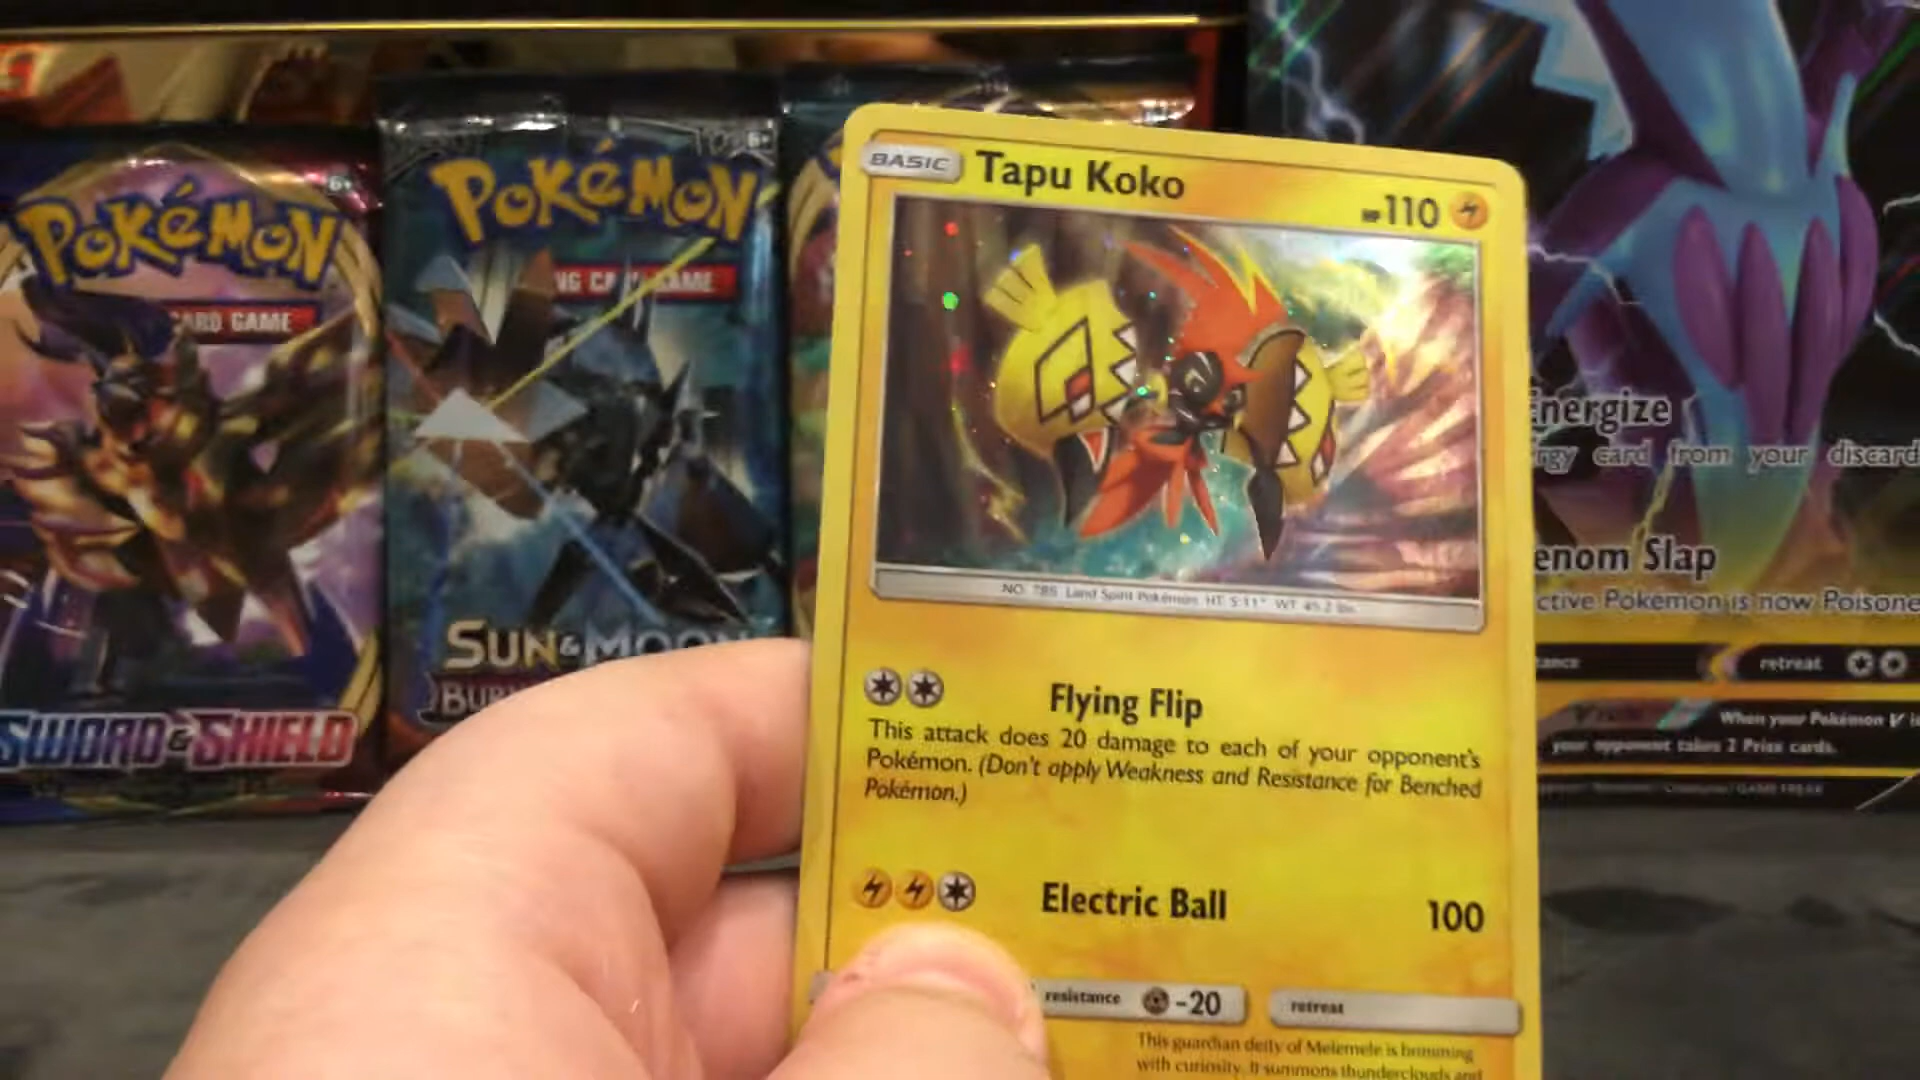 POKÉMON
CARD GAME
SWORD & SHIELD
POKÉMON
GAME
SUN & MOON
BASIC
Tapu Koko
HP110
NO. 785 Land Spirit Pokémon HT: 5'11" WT: 45.2 lbs.
Flying Flip
This attack does 20 damage to each of your opponent's
Pokémon. (Don't apply Weakness and Resistance for Benched
Pokémon.)
Electric Ball 100
resistance -20 retreat
This guardian deity of Melemele is brimming
with curiosity. It summons thunderclouds and
Energize
card from your discard
enom Slap
ctive Pokémon is now Poisone
retreat
When your Pokémon V
your opponent takes 2 Prize cards.
GAME FREAK